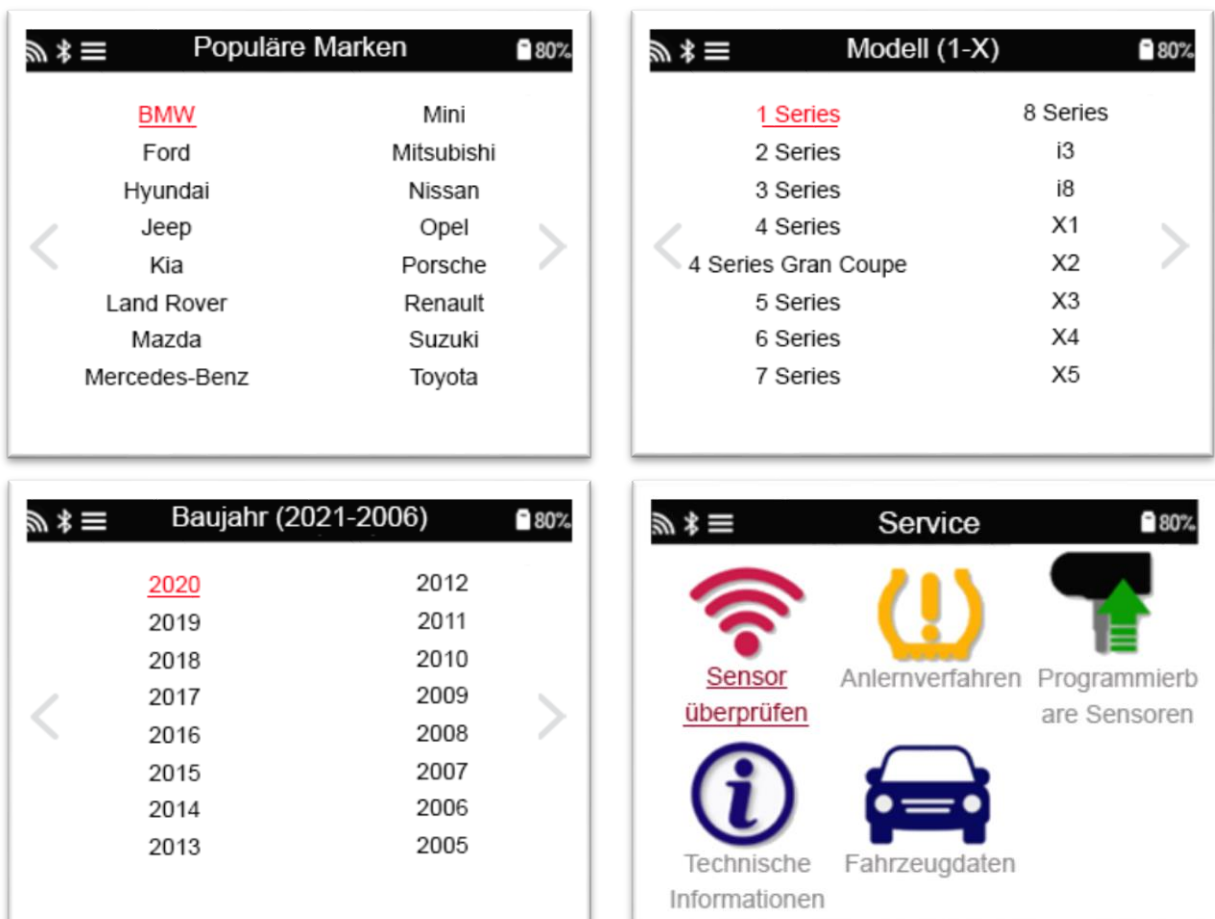 Populäre Marken
80%
BMW
Mini
Ford
Mitsubishi
Hyundai
Nissan
Jeep
Opel
Kia
Porsche
Land Rover
Renault
Mazda
Suzuki
Mercedes-Benz
Toyota
Modell (1-X)
80%
1 Series
8 Series
2 Series
i3
3 Series
i8
4 Series
X1
4 Series Gran Coupe
X2
5 Series
X3
6 Series
X4
7 Series
X5
Baujahr (2021-2006)
80%
2020
2012
2019
2011
2018
2010
2017
2009
2016
2008
2015
2007
2014
2006
2013
2005
Service
80%
Sensor
überprüfen
Anlernverfahren
Programmierb
are Sensoren
Technische
Informationen
Fahrzeugdaten